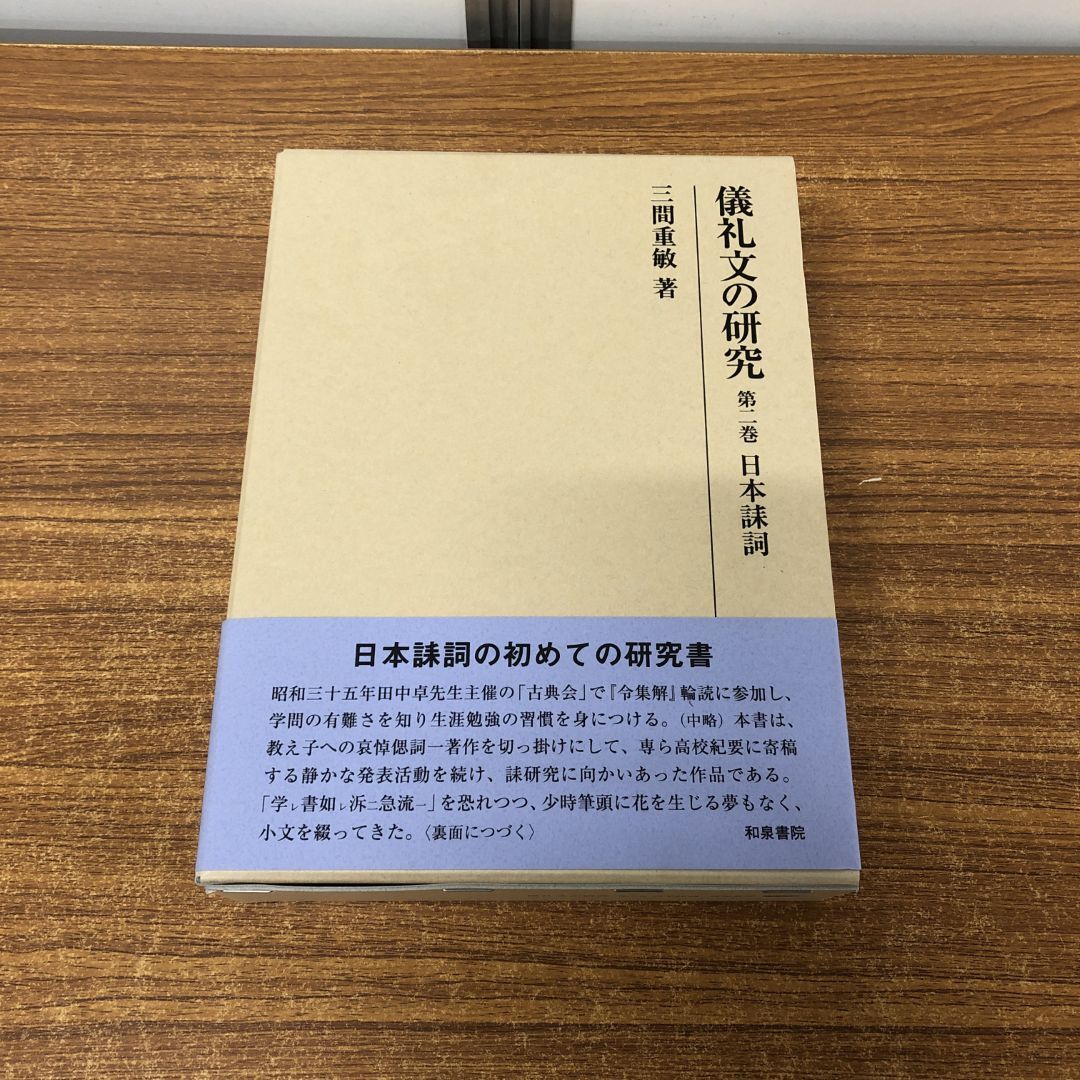 儀礼文の研究 第二巻 日本誄詞
三間重敏 著
日本誄詞の初めての研究書
昭和三十五年田中卓先生主催の「古典会」で『令集解』輪読に参加し、
学問の有難さを知り生涯勉強の習慣を身につける。（中略）本書は、
教え子への哀悼偲詞一著作を切っ掛けにして、専ら高校紀要に寄稿
する静かな発表活動を続け、誄研究に向かいあった作品である。
「学レ書如レ泝二急流一」を恐れつつ、少時筆頭に花を生じる夢もなく、
小文を綴ってきた。〈裏面につづく〉
和泉書院